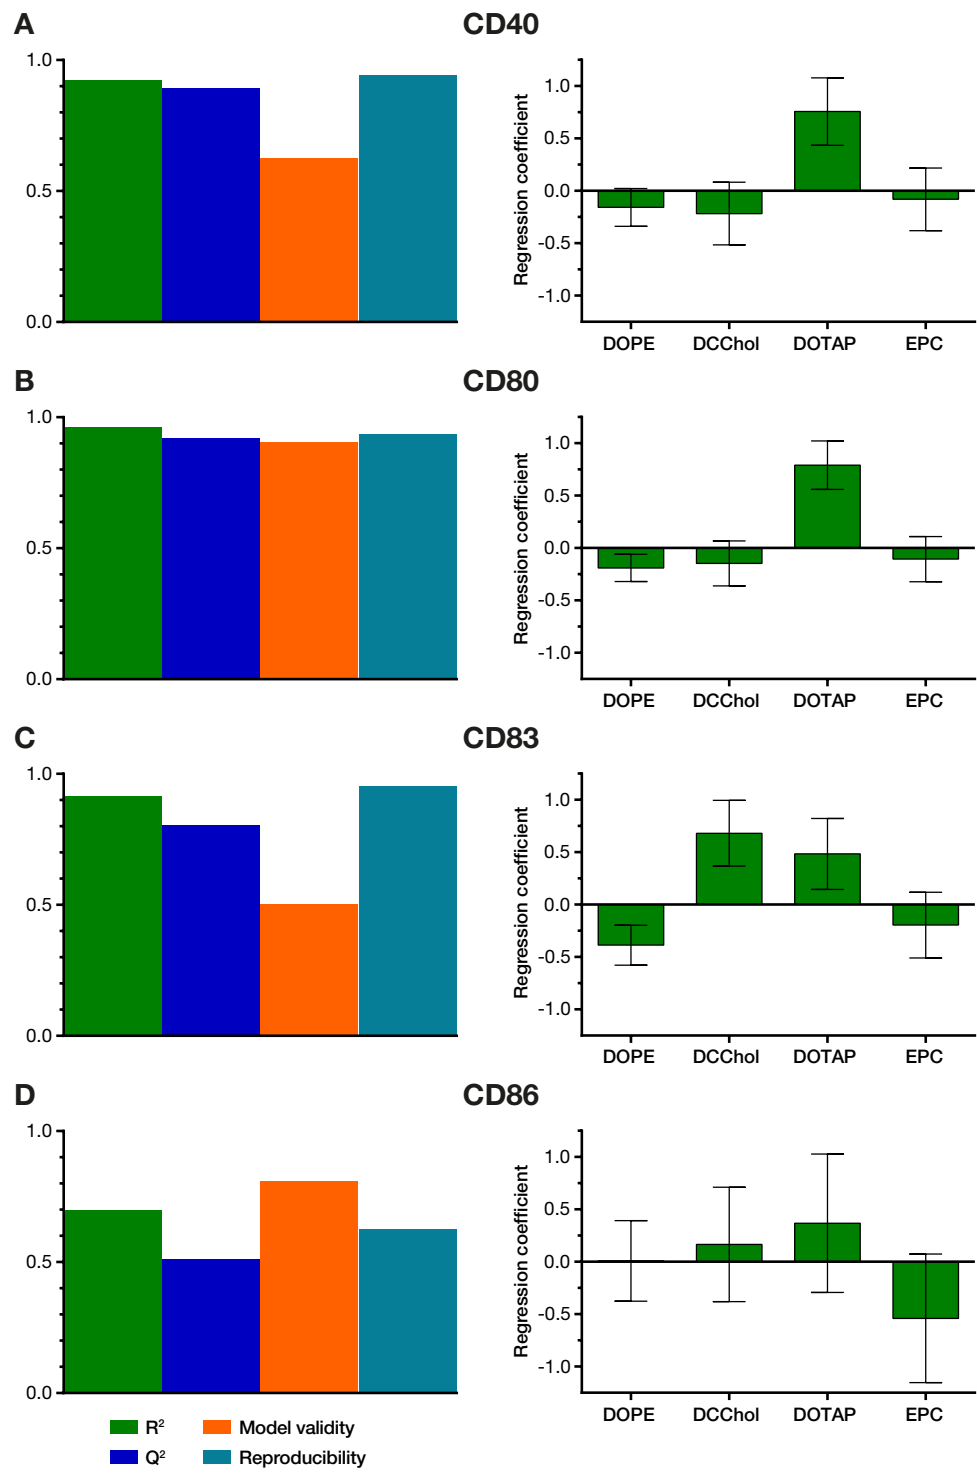 A
CD40
1.0
0.5
0.0
Regression coefficient
1.0
0.5
0.0
-0.5
-1.0
DOPE DCChol DOTAP EPC
B
CD80
1.0
0.5
0.0
Regression coefficient
1.0
0.5
0.0
-0.5
-1.0
DOPE DCChol DOTAP EPC
C
CD83
1.0
0.5
0.0
Regression coefficient
1.0
0.5
0.0
-0.5
-1.0
DOPE DCChol DOTAP EPC
D
CD86
1.0
0.5
0.0
Regression coefficient
1.0
0.5
0.0
-0.5
-1.0
DOPE DCChol DOTAP EPC
R² Model validity
Q² Reproducibility